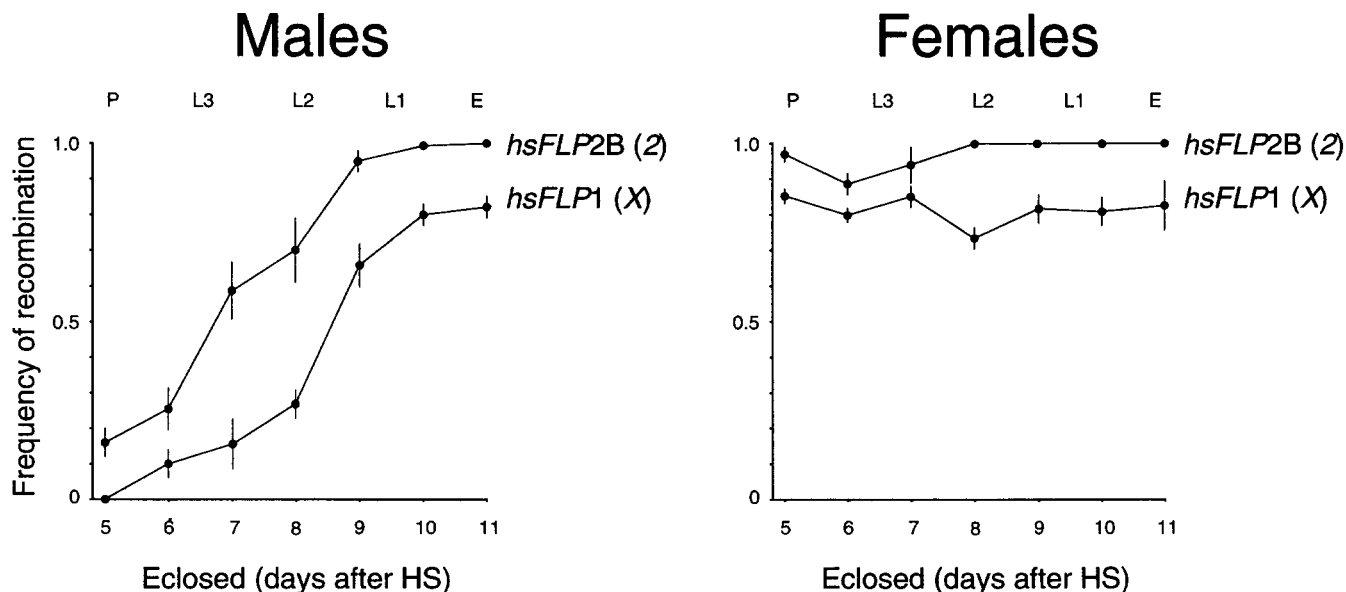 Males
P L3 L2 L1 E
Frequency of recombination
1.0
0.5
0
hsFLP2B (2)
hsFLP1 (X)
5 6 7 8 9 10 11
Eclosed (days after HS)
Females
P L3 L2 L1 E
1.0
0.5
0
hsFLP2B (2)
hsFLP1 (X)
5 6 7 8 9 10 11
Eclosed (days after HS)